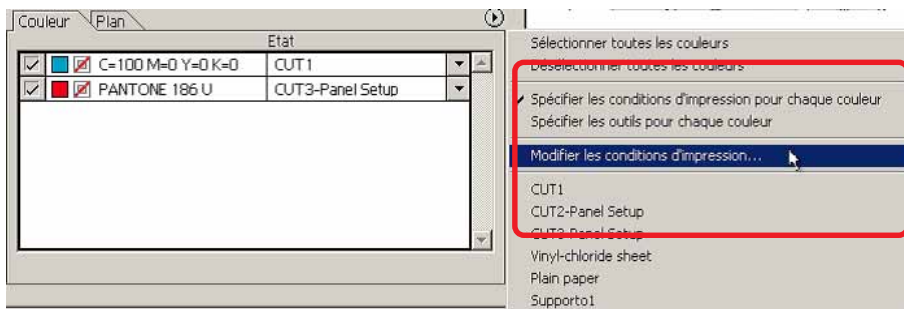 Couleur Plan
Etat
C=100 M=0 Y=0 K=0 CUT1
PANTONE 186 U CUT3-Panel Setup
Sélectionner toutes les couleurs
Désélectionner toutes les couleurs
Spécifier les conditions d'impression pour chaque couleur
Spécifier les outils pour chaque couleur
Modifier les conditions d'impression...
CUT1
CUT2-Panel Setup
CUT3-Panel Setup
Vinyl-chloride sheet
Plain paper
Supporto1